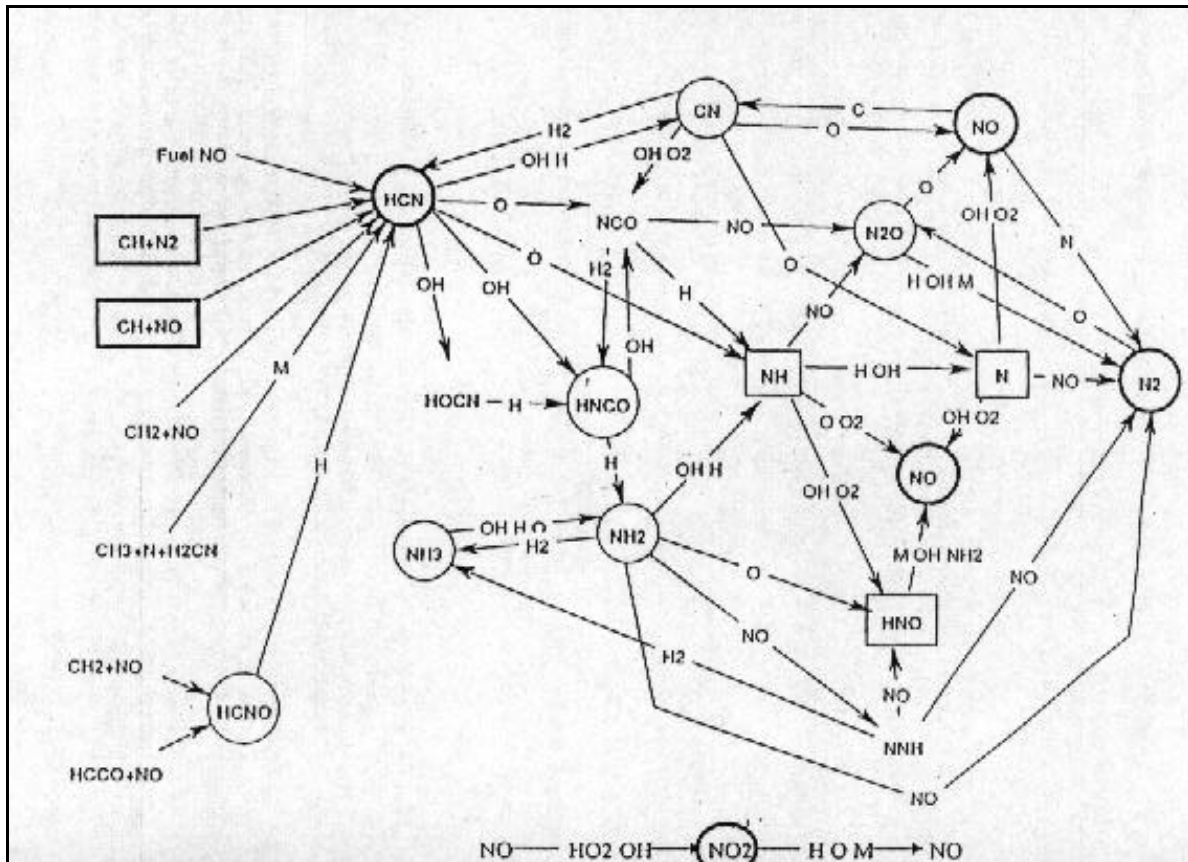 CN
C
NO
H2
O
Fuel NO
OH H
OH O2
HCN
O
NCO
NO
N2O
O
OH O2
CH+N2
O
H2
O
H OH M
N
OH
OH
H
NO
O
CH+NO
OH
M
NH
H OH
N
NO
N2
HOCN
H
HNCO
O O2
OH O2
CH2+NO
H
H
OH H
OH O2
NO
CH3+N+H2CN
NH3
OH H O
H2
NH2
M OH NH2
O
NO
HNO
NO
CH2+NO
H2
NO
HCNO
NNH
HCCO+NO
NO
NO HO2 OH NO2 H O M NO